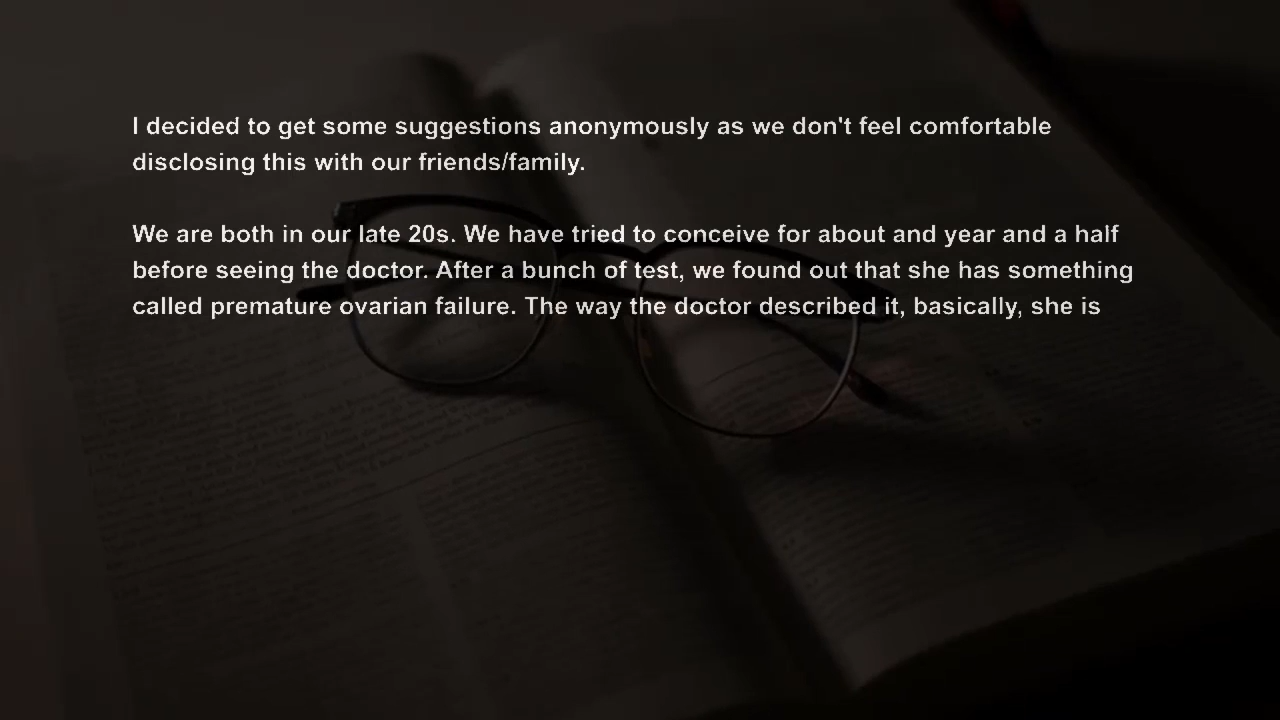 I decided to get some suggestions anonymously as we don't feel comfortable
disclosing this with our friends/family.
We are both in our late 20s. We have tried to conceive for about and year and a half
before seeing the doctor. After a bunch of test, we found out that she has something
called premature ovarian failure. The way the doctor described it, basically, she is